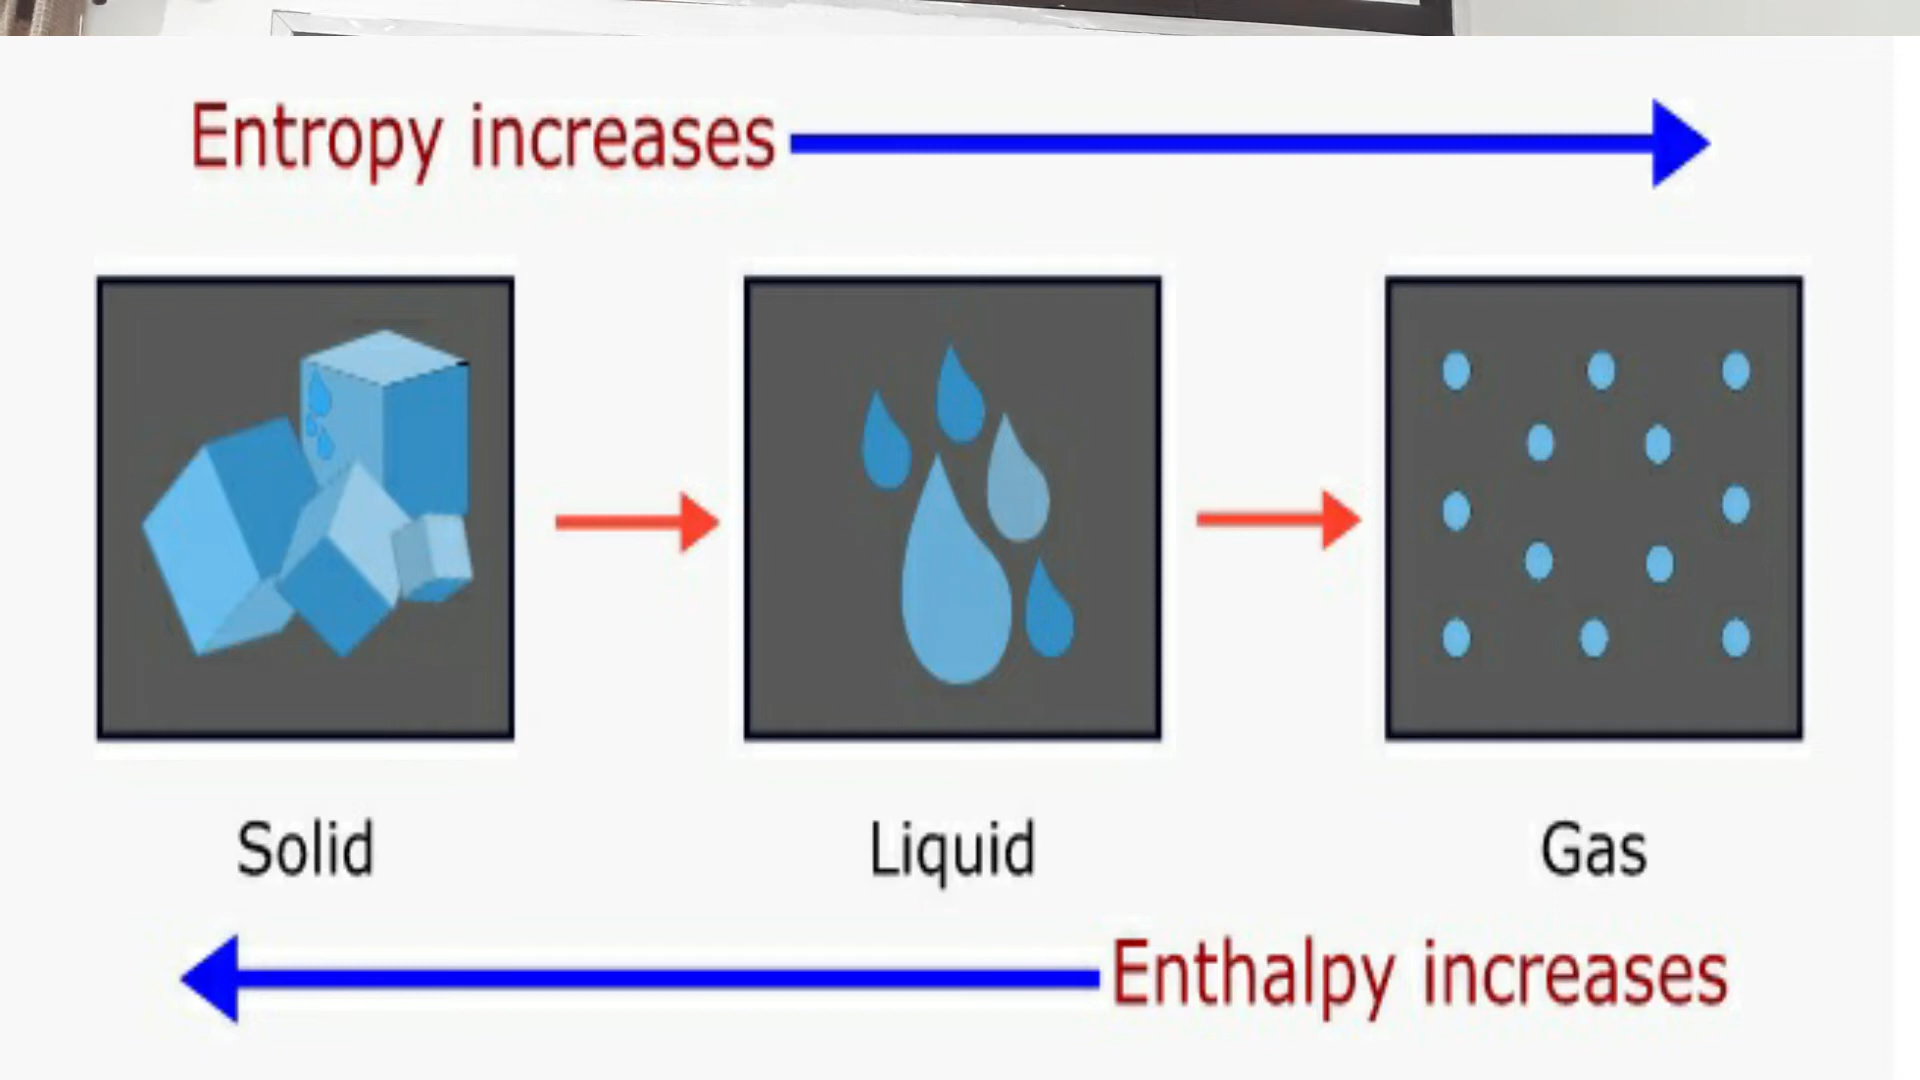 Entropy increases
Solid
Liquid
Gas
Enthalpy increases